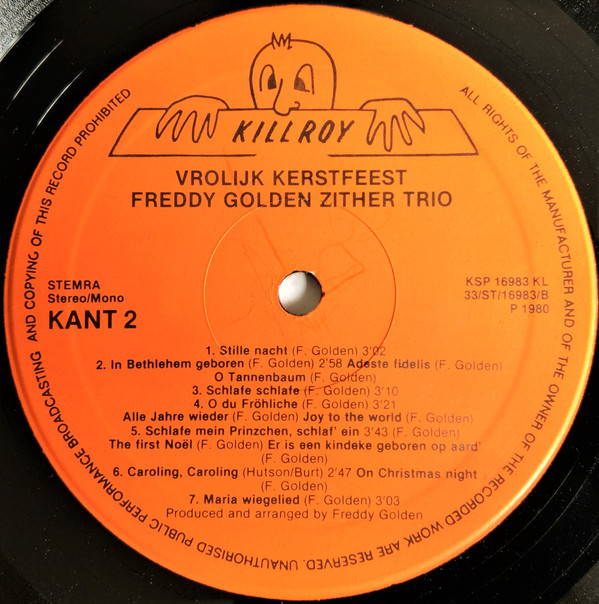 UNAUTHORISED PUBLIC PERFORMANCE BROADCASTING AND COPYING OF THIS RECORD PROHIBITED
ALL RIGHTS OF THE MANUFACTURER AND OF THE OWNER OF THE RECORDED WORK ARE RESERVED.
KILLROY
VROLIJK KERSTFEEST
FREDDY GOLDEN ZITHER TRIO
STEMRA
Stereo/Mono
KANT 2
KSP 16983 KL
33/ST/16983/B
P 1980
1. Stille nacht (F. Golden) 3'02
2. In Bethlehem geboren (F. Golden) 2'58 Adeste fidelis (F. Golden)
O Tannenbaum (F. Golden)
3. Schlafe schlafe (F. Golden) 3'10
4. O du Fröhliche (F. Golden) 3'21
Alle Jahre wieder (F. Golden) Joy to the world (F. Golden)
5. Schlafe mein Prinzchen, schlaf' ein 3'43 (F. Golden)
The first Noël (F. Golden) Er is een kindeke geboren op aard'
(F. Golden)
6. Caroling, Caroling (Hutson/Burt) 2'47 On Christmas night
(F. Golden)
7. Maria wiegelied (F. Golden) 3'03
Produced and arranged by Freddy Golden